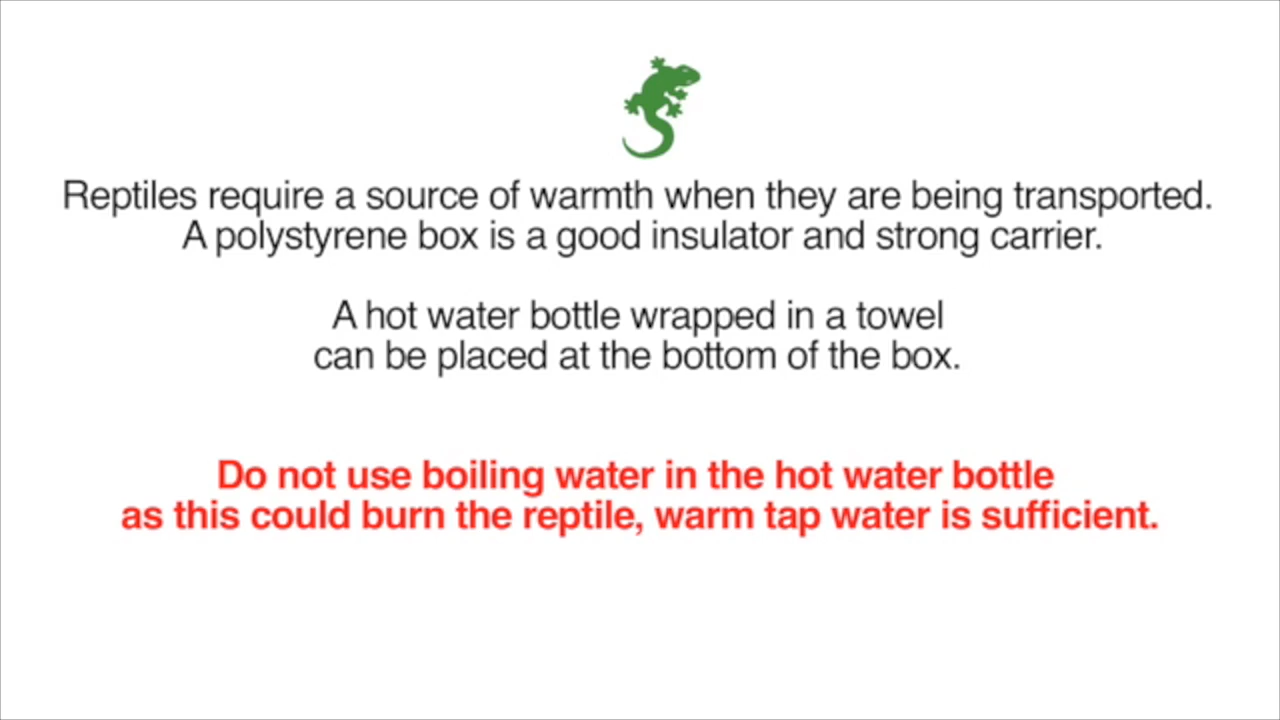 Reptiles require a source of warmth when they are being transported.
A polystyrene box is a good insulator and strong carrier.
A hot water bottle wrapped in a towel
can be placed at the bottom of the box.
Do not use boiling water in the hot water bottle
as this could burn the reptile, warm tap water is sufficient.